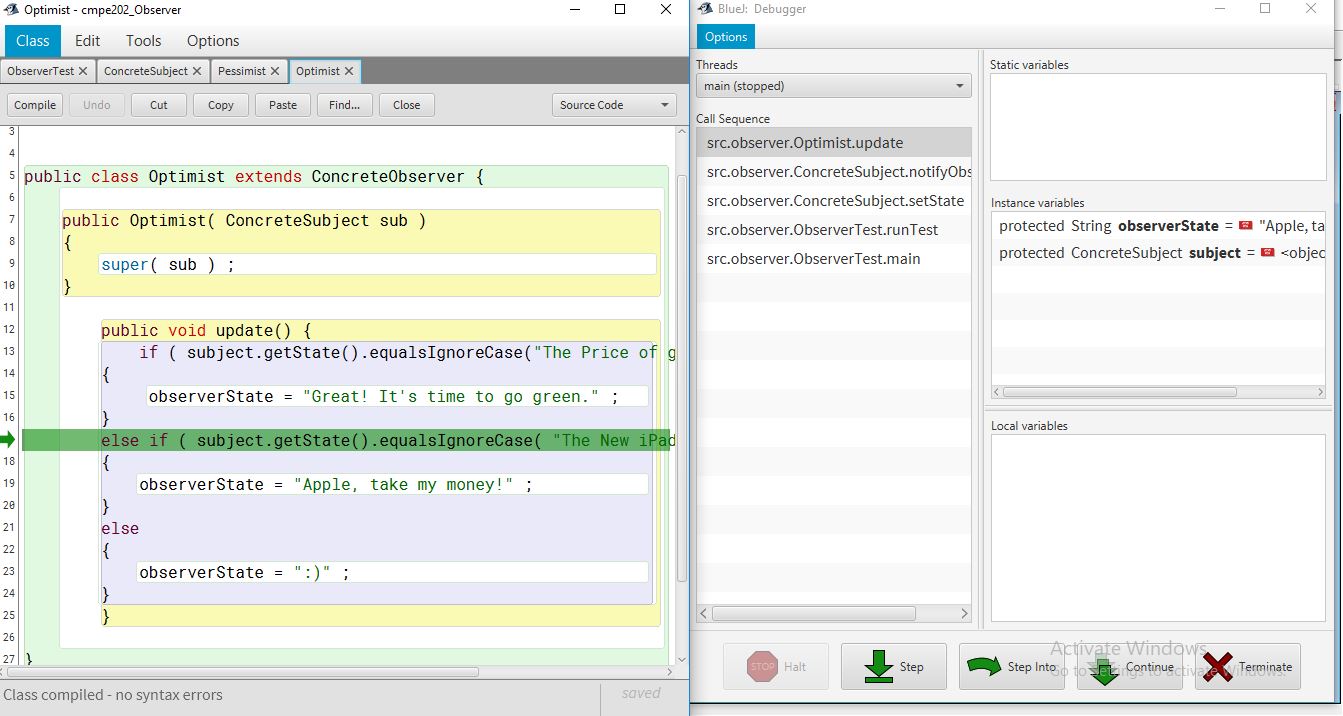 Optimist - cmpe202_Observer
Class Edit Tools Options
ObserverTest ConcreteSubject Pessimist Optimist
Compile Undo Cut Copy Paste Find... Close Source Code
3
4
5 public class Optimist extends ConcreteObserver {
6
7 public Optimist( ConcreteSubject sub )
8 {
9 super( sub ) ;
10 }
11
12 public void update() {
13 if ( subject.getState().equalsIgnoreCase("The Price of g
14 {
15 observerState = "Great! It's time to go green." ;
16 }
else if ( subject.getState().equalsIgnoreCase( "The New iPad
18 {
19 observerState = "Apple, take my money!" ;
20 }
21 else
22 {
23 observerState = ":)" ;
24 }
25 }
26
27 }
Class compiled - no syntax errors
saved
BlueJ: Debugger
Options
Threads
main (stopped)
Call Sequence
src.observer.Optimist.update
src.observer.ConcreteSubject.notifyObs
src.observer.ConcreteSubject.setState
src.observer.ObserverTest.runTest
src.observer.ObserverTest.main
Static variables
Instance variables
protected String observerState = "Apple, ta
protected ConcreteSubject subject = <objec
Local variables
STOP Halt Step Step Into Continue Terminate
Activate Windows
Go to Settings to activate Windows.